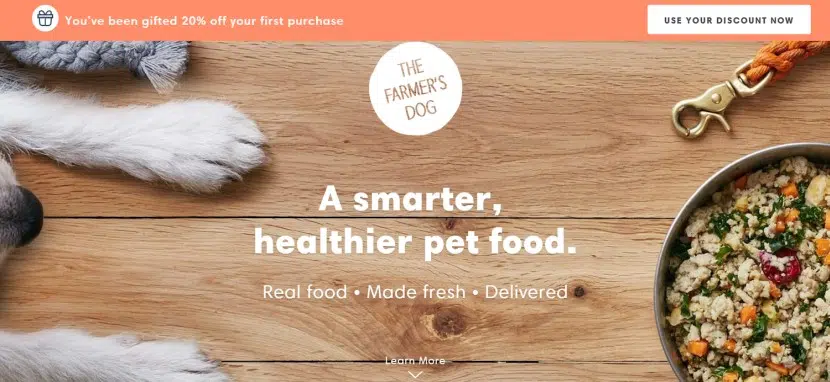 You've been gifted 20% off your first purchase
USE YOUR DISCOUNT NOW
THE
FARMER'S
DOG
A smarter,
healthier pet food.
Real food • Made fresh • Delivered
Learn More